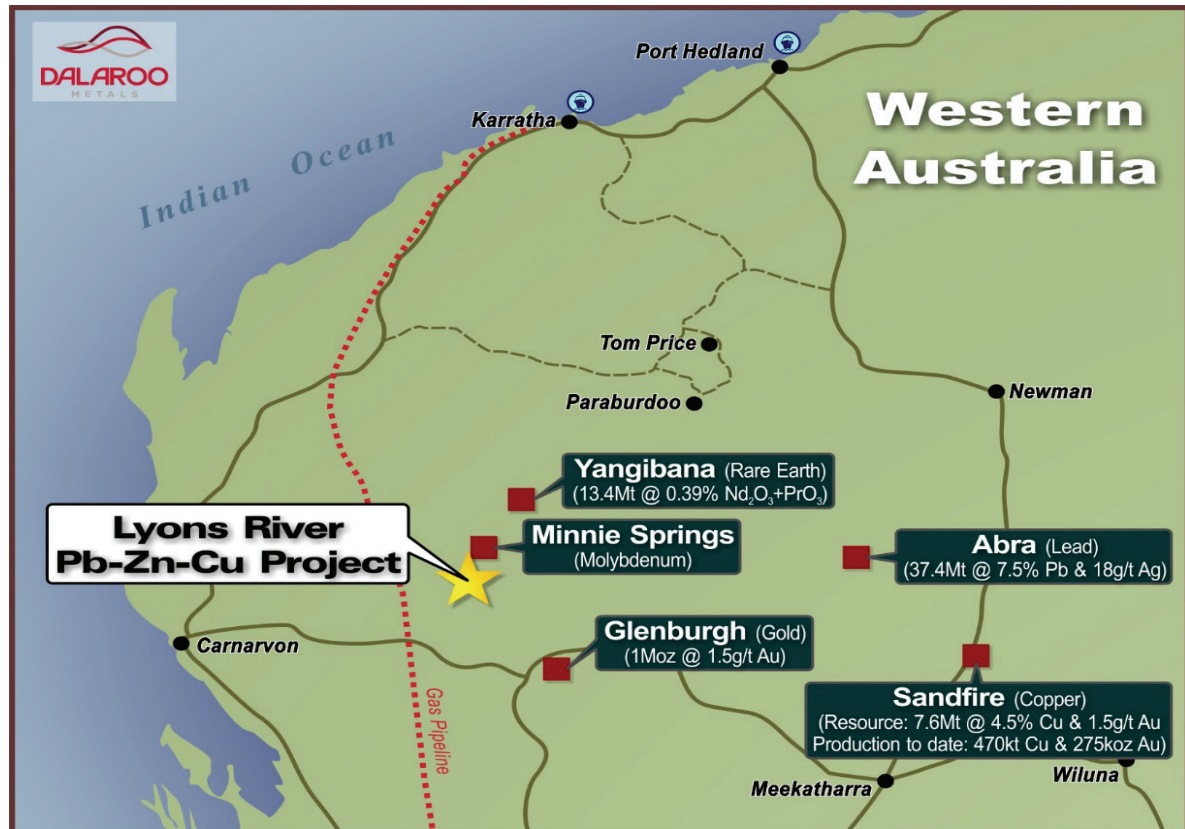 DALAROO
METALS
Port Hedland
Western
Australia
Karratha
Indian Ocean
Tom Price
Newman
Paraburdoo
Yangibana (Rare Earth)
(13.4Mt @ 0.39% Nd₂O₃+PrO₃)
Lyons River
Pb-Zn-Cu Project
Minnie Springs
(Molybdenum)
Abra (Lead)
(37.4Mt @ 7.5% Pb & 18g/t Ag)
Glenburgh (Gold)
(1Moz @ 1.5g/t Au)
Carnarvon
Gas Pipeline
Sandfire (Copper)
(Resource: 7.6Mt @ 4.5% Cu & 1.5g/t Au
Production to date: 470kt Cu & 275koz Au)
Wiluna
Meekatharra